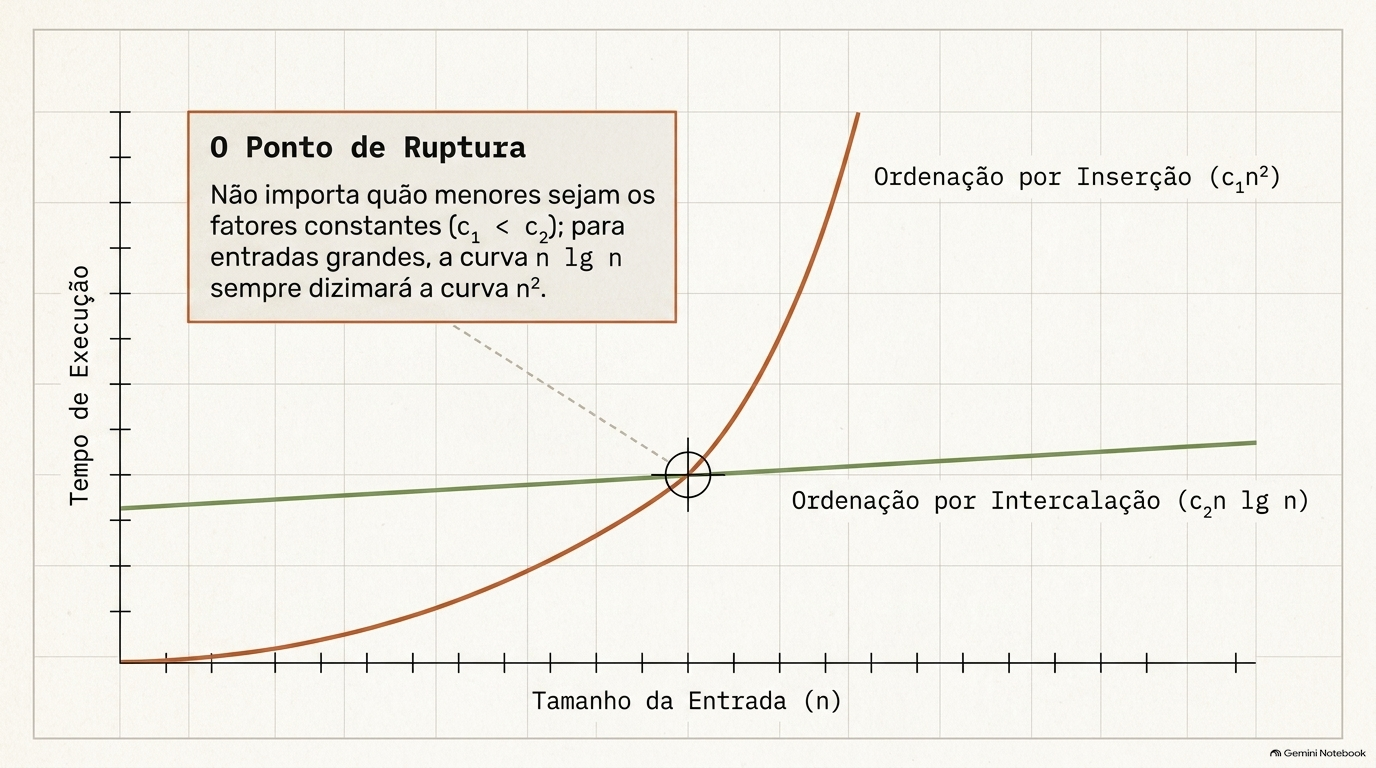 O Ponto de Ruptura
Não importa quão menores sejam os
fatores constantes (c₁ < c₂); para
entradas grandes, a curva n lg n
sempre dizimará a curva n².
Ordenação por Inserção (c₁n²)
Tempo de Execução
Ordenação por Intercalação (c₂n lg n)
Tamanho da Entrada (n)
Gemini Notebook